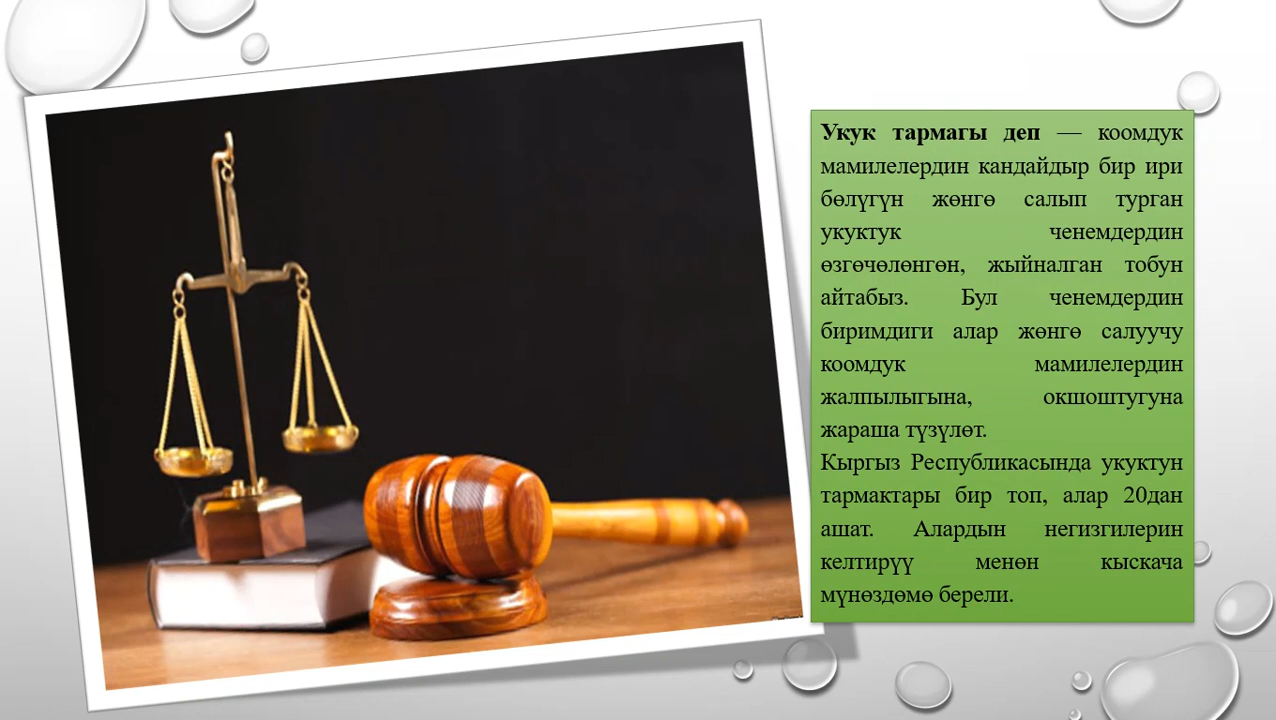 Укук тармагы деп — коомдук
мамилелердин кандайдыр бир ири
бөлүгүн жөнгө салып турган
укуктук ченемдердин
өзгөчөлөнгөн, жыйналган тобун
айтабыз. Бул ченемдердин
биримдиги алар жөнгө салуучу
коомдук мамилелердин
жалпылыгына, окшоштугуна
жараша түзүлөт.
Кыргыз Республикасында укуктун
тармактары бир топ, алар 20дан
ашат. Алардын негизгилерин
келтирүү менен кыскача
мүнөздөмө берели.